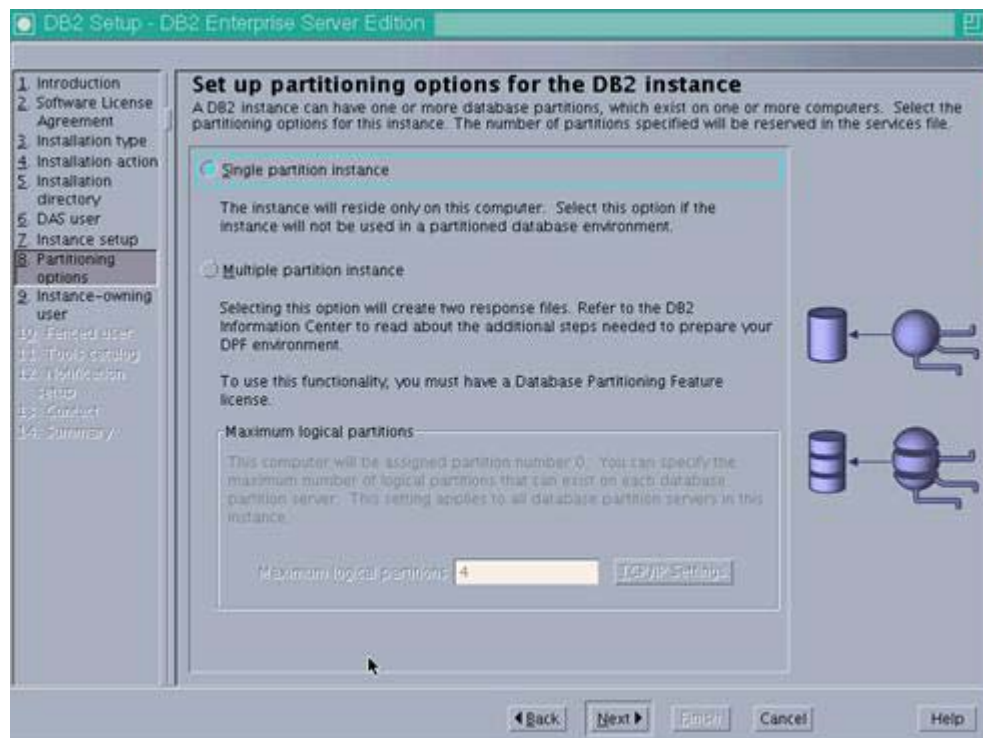 DB2 Setup - DB2 Enterprise Server Edition
1. Introduction
2. Software License
Agreement
3. Installation type
4. Installation action
5. Installation
directory
6. DAS user
7. Instance setup
8. Partitioning
options
9. Instance-owning
user
10. Fenced user
11. Tools catalog
12. Notification
setup
13. Contact
14. Summary
Set up partitioning options for the DB2 instance
A DB2 instance can have one or more database partitions, which exist on one or more computers. Select the
partitioning options for this instance. The number of partitions specified will be reserved in the services file.
Single partition instance
The instance will reside only on this computer. Select this option if the
instance will not be used in a partitioned database environment.
Multiple partition instance
Selecting this option will create two response files. Refer to the DB2
Information Center to read about the additional steps needed to prepare your
DPF environment.
To use this functionality, you must have a Database Partitioning Feature
license.
Maximum logical partitions
This computer will be assigned partition number 0. You can specify the
maximum number of logical partitions that can exist on each database
partition server. This setting applies to all database partition servers in this
instance.
Maximum logical partitions 4 TCP/IP Settings
Back Next Finish Cancel Help